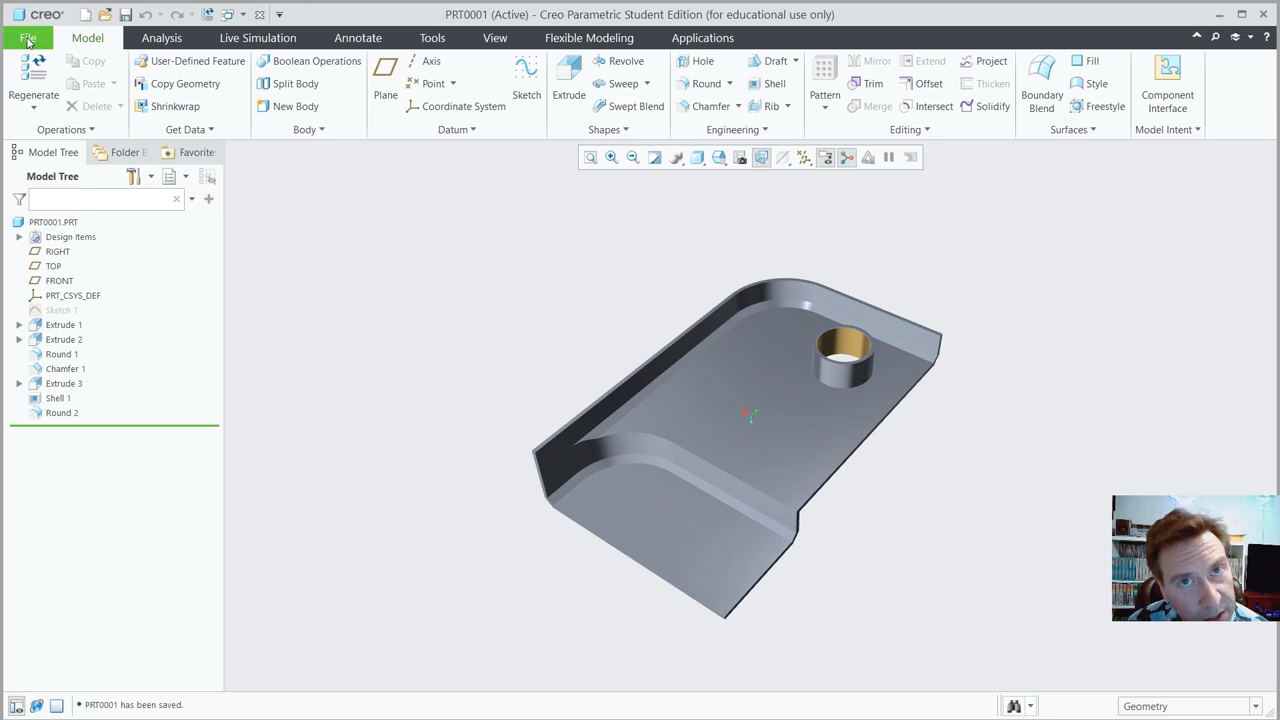 creo
PRT0001 (Active) - Creo Parametric Student Edition (for educational use only)
File Model Analysis Live Simulation Annotate Tools View Flexible Modeling Applications
Regenerate
Copy
Paste
Delete
Operations
User-Defined Feature
Copy Geometry
Shrinkwrap
Get Data
Boolean Operations
Split Body
New Body
Body
Plane
Axis
Point
Coordinate System
Sketch
Datum
Extrude
Revolve
Sweep
Swept Blend
Shapes
Hole
Round
Chamfer
Draft
Shell
Rib
Engineering
Pattern
Mirror
Trim
Merge
Extend
Offset
Intersect
Project
Thicken
Solidify
Editing
Boundary
Blend
Fill
Style
Freestyle
Surfaces
Component
Interface
Model Intent
Model Tree Folder Favorite
Model Tree
PRT0001.PRT
Design Items
RIGHT
TOP
FRONT
PRT_CSYS_DEF
Sketch 1
Extrude 1
Extrude 2
Round 1
Chamfer 1
Extrude 3
Shell 1
Round 2
PRT0001 has been saved.
Geometry